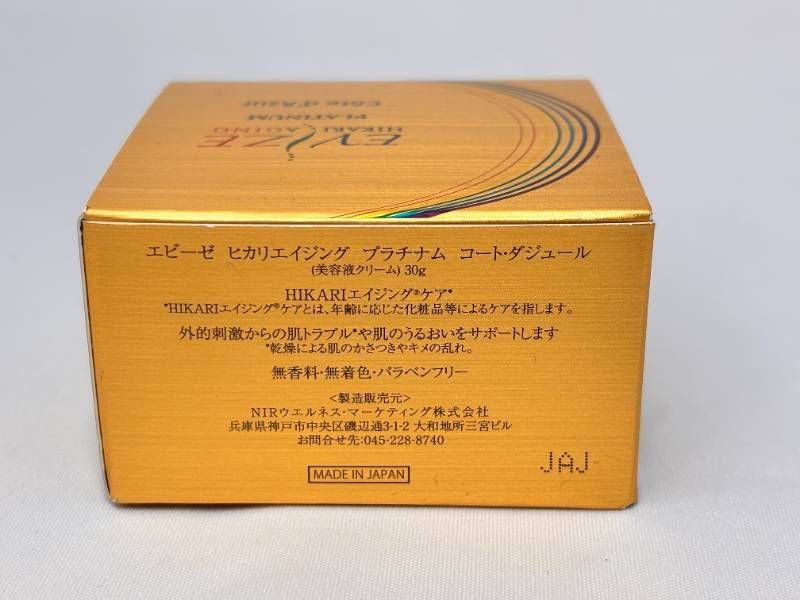 Côte d'Azur
PLATINUM
HIKARI AGING
EVIZE
エビーゼ ヒカリエイジング プラチナム コート・ダジュール
(美容液クリーム) 30g
HIKARIエイジング®ケア*
*HIKARIエイジング®ケアとは、年齢に応じた化粧品等によるケアを指します。
外的刺激からの肌トラブル*や肌のうるおいをサポートします
*乾燥による肌のかさつきやキメの乱れ。
無香料・無着色・パラベンフリー
<製造販売元>
NIRウエルネス・マーケティング株式会社
兵庫県神戸市中央区磯辺通3-1-2 大和地所三宮ビル
お問合せ先:045-228-8740
MADE IN JAPAN
JAJ